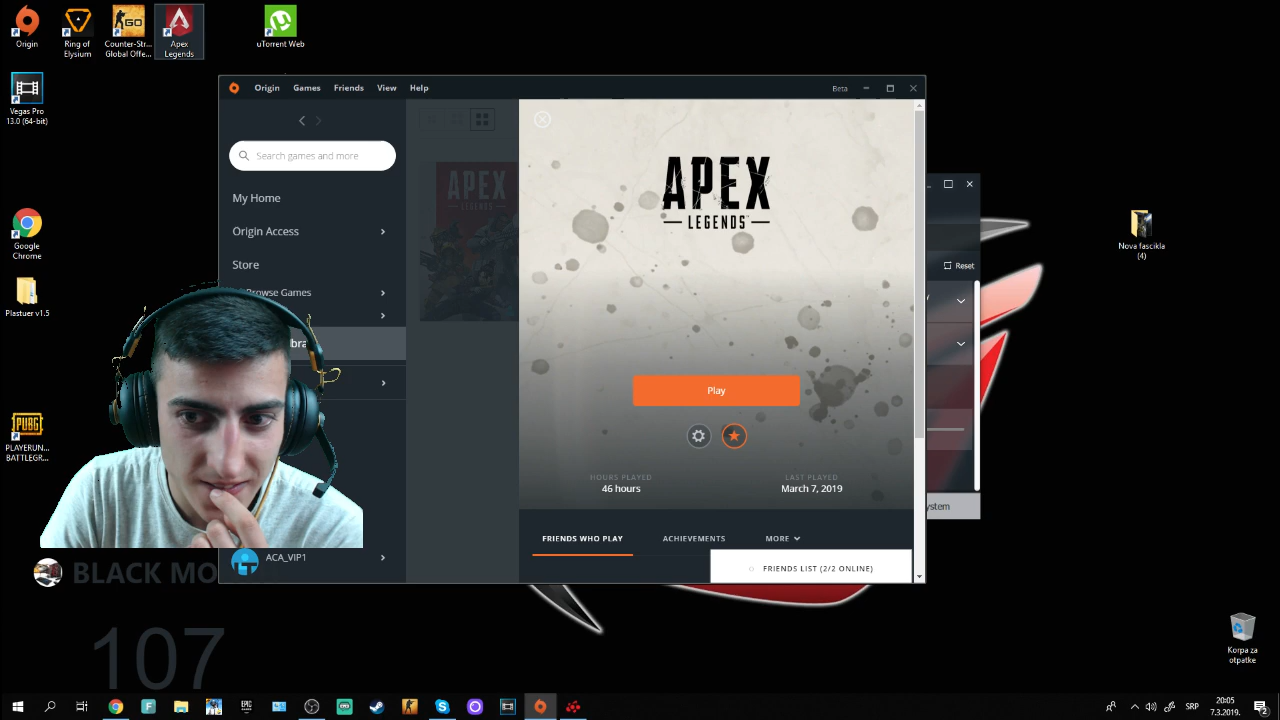 Origin
Ring of
Elysium
Counter-Str...
Global Offe...
Apex
Legends
uTorrent Web
Vegas Pro
13.0 (64-bit)
Google
Chrome
Plastuer v1.5
PLAYERUN...
BATTLEGR...
Origin Games Friends View Help
Beta
Search games and more
My Home
Origin Access
Store
Browse Games
ACA_VIP1
APEX
LEGENDS
APEX
LEGENDS
Play
HOURS PLAYED
46 hours
LAST PLAYED
March 7, 2019
FRIENDS WHO PLAY
ACHIEVEMENTS
MORE
FRIENDS LIST (2/2 ONLINE)
Reset
ystem
Nova fascikla
(4)
BLACK MO
107
Korpa za
otpatke
SRP
20:05
7.3.2019.
2